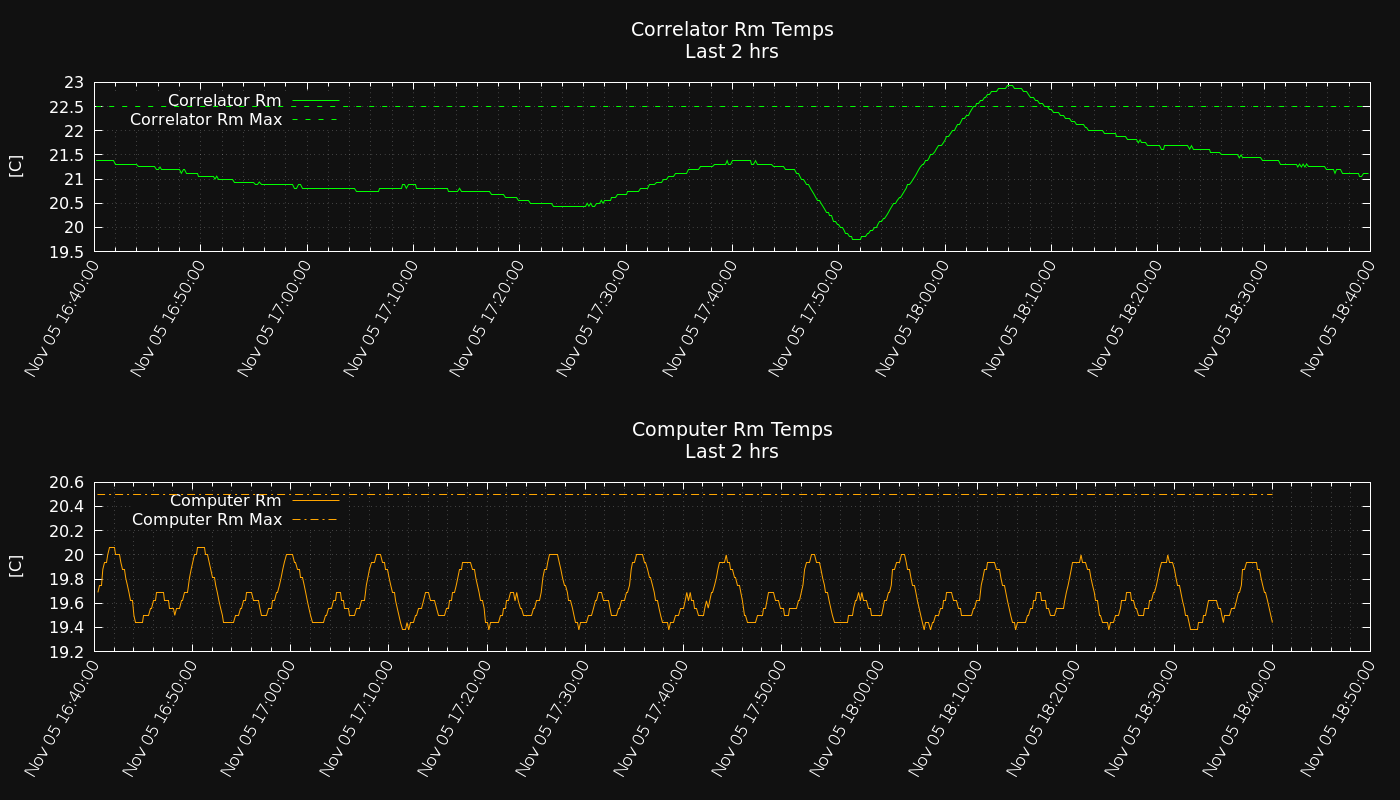 Correlator Rm Temps
Last 2 hrs
23
22.5
22
21.5
21
20.5
20
19.5
[C]
Correlator Rm
Correlator Rm Max
Nov 05 16:40:00
Nov 05 16:50:00
Nov 05 17:00:00
Nov 05 17:10:00
Nov 05 17:20:00
Nov 05 17:30:00
Nov 05 17:40:00
Nov 05 17:50:00
Nov 05 18:00:00
Nov 05 18:10:00
Nov 05 18:20:00
Nov 05 18:30:00
Nov 05 18:40:00
Computer Rm Temps
Last 2 hrs
20.6
20.4
20.2
20
19.8
19.6
19.4
19.2
[C]
Computer Rm
Computer Rm Max
Nov 05 16:40:00
Nov 05 16:50:00
Nov 05 17:00:00
Nov 05 17:10:00
Nov 05 17:20:00
Nov 05 17:30:00
Nov 05 17:40:00
Nov 05 17:50:00
Nov 05 18:00:00
Nov 05 18:10:00
Nov 05 18:20:00
Nov 05 18:30:00
Nov 05 18:40:00
Nov 05 18:50:00